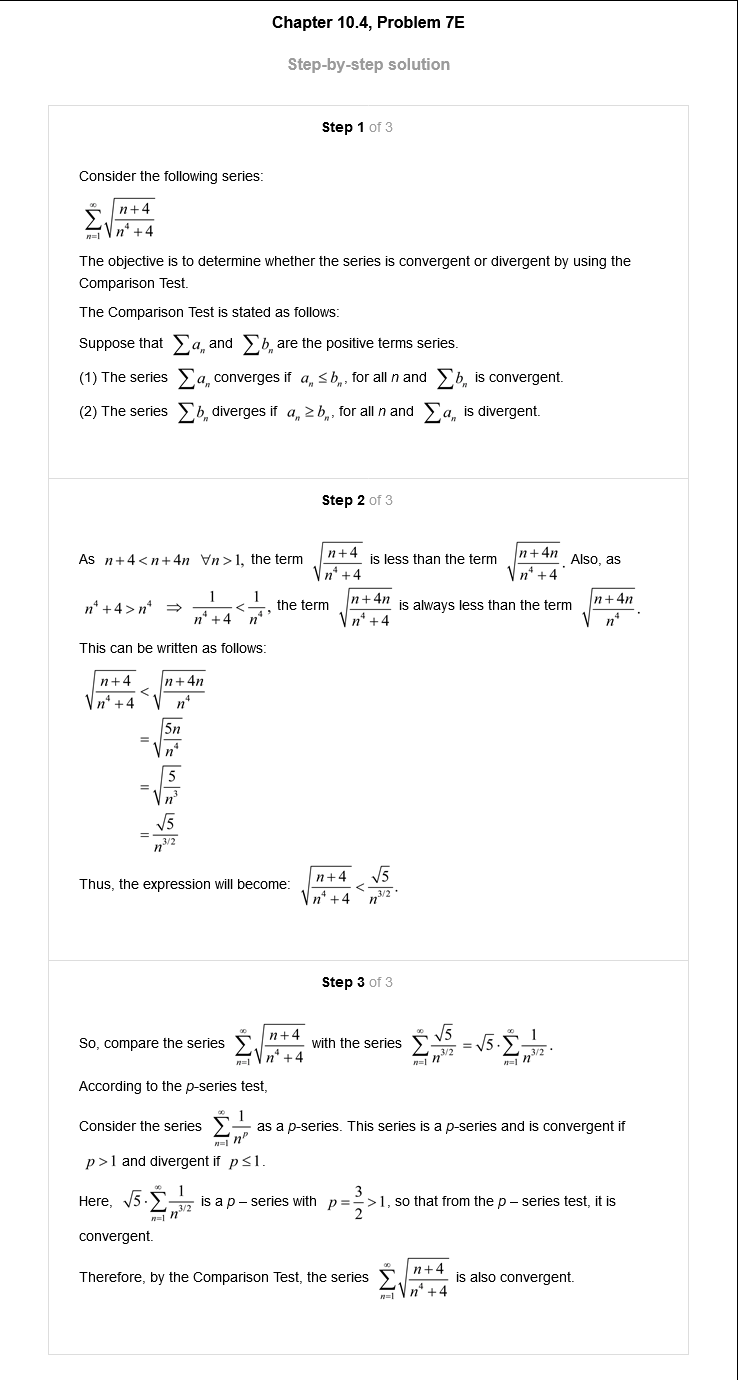 Chapter 10.4, Problem 7E
Step-by-step solution
Step 1 of 3
Consider the following series:
$\sum_{n=1}^{\infty} \sqrt{\frac{n+4}{n^4+4}}$
The objective is to determine whether the series is convergent or divergent by using the
Comparison Test.
The Comparison Test is stated as follows:
Suppose that $\sum a_n$ and $\sum b_n$ are the positive terms series.
(1) The series $\sum a_n$ converges if $a_n \le b_n$, for all n and $\sum b_n$ is convergent.
(2) The series $\sum b_n$ diverges if $a_n \ge b_n$, for all n and $\sum a_n$ is divergent.
Step 2 of 3
As $n+4 < n+4n \ \forall n > 1$, the term $\sqrt{\frac{n+4}{n^4+4}}$ is less than the term $\sqrt{\frac{n+4n}{n^4+4}}$. Also, as
$n^4+4 > n^4 \Rightarrow \frac{1}{n^4+4} < \frac{1}{n^4}$, the term $\sqrt{\frac{n+4n}{n^4+4}}$ is always less than the term $\sqrt{\frac{n+4n}{n^4}}$.
This can be written as follows:
$\sqrt{\frac{n+4}{n^4+4}} < \sqrt{\frac{n+4n}{n^4}}$
$= \sqrt{\frac{5n}{n^4}}$
$= \sqrt{\frac{5}{n^3}}$
$= \frac{\sqrt{5}}{n^{3/2}}$
Thus, the expression will become: $\sqrt{\frac{n+4}{n^4+4}} < \frac{\sqrt{5}}{n^{3/2}}$.
Step 3 of 3
So, compare the series $\sum_{n=1}^{\infty} \sqrt{\frac{n+4}{n^4+4}}$ with the series $\sum_{n=1}^{\infty} \frac{\sqrt{5}}{n^{3/2}} = \sqrt{5} \cdot \sum_{n=1}^{\infty} \frac{1}{n^{3/2}}$.
According to the p-series test,
Consider the series $\sum_{n=1}^{\infty} \frac{1}{n^p}$ as a p-series. This series is a p-series and is convergent if
$p > 1$ and divergent if $p \le 1$.
Here, $\sqrt{5} \cdot \sum_{n=1}^{\infty} \frac{1}{n^{3/2}}$ is a p – series with $p = \frac{3}{2} > 1$, so that from the p – series test, it is
convergent.
Therefore, by the Comparison Test, the series $\sum_{n=1}^{\infty} \sqrt{\frac{n+4}{n^4+4}}$ is also convergent.